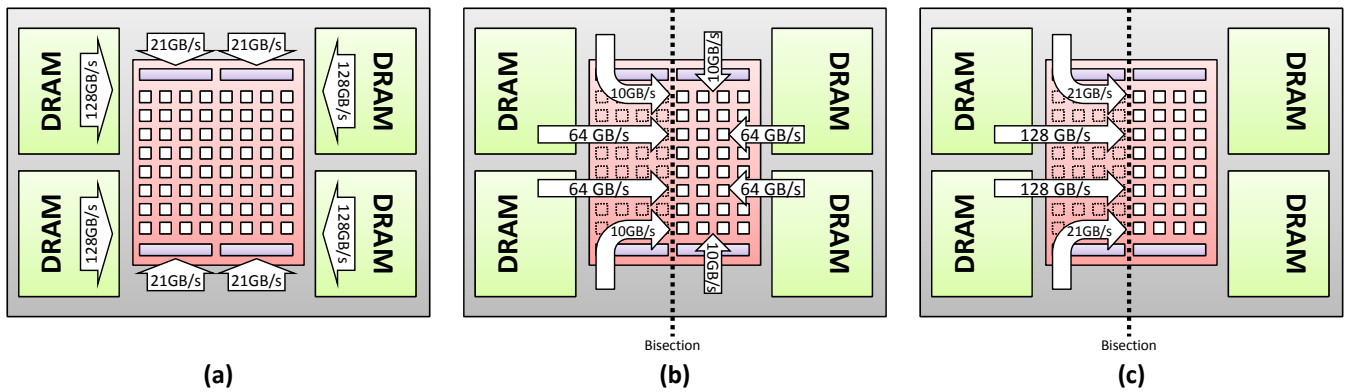 21GB/s
21GB/s
DRAM
128GB/s
128GB/s
DRAM
DRAM
128GB/s
128GB/s
DRAM
21GB/s
21GB/s
(a)
DRAM
10GB/s
10GB/s
DRAM
64 GB/s
64 GB/s
64 GB/s
64 GB/s
DRAM
10GB/s
10GB/s
DRAM
Bisection
(b)
DRAM
21GB/s
DRAM
128 GB/s
128 GB/s
DRAM
21GB/s
DRAM
Bisection
(c)